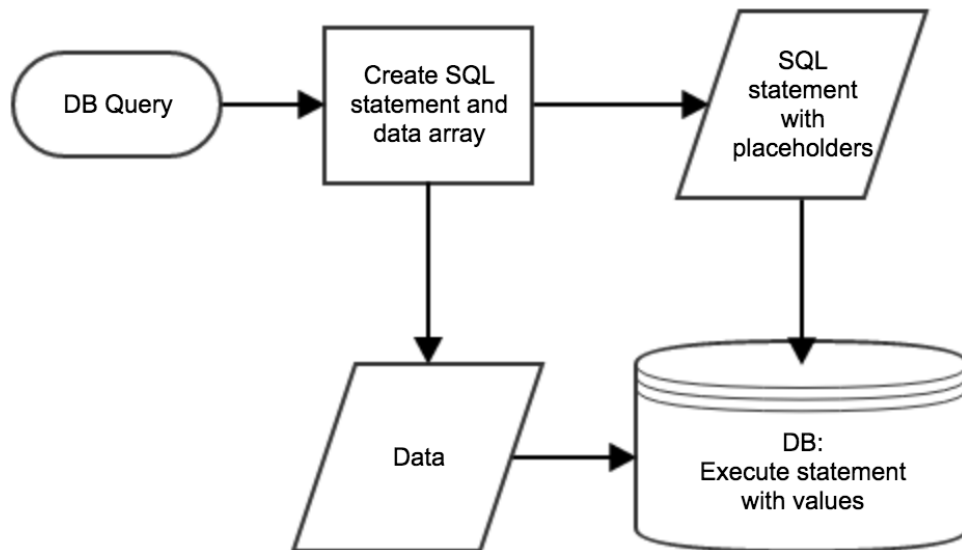 DB Query
Create SQL
statement and
data array
SQL
statement
with
placeholders
Data
DB:
Execute statement
with values